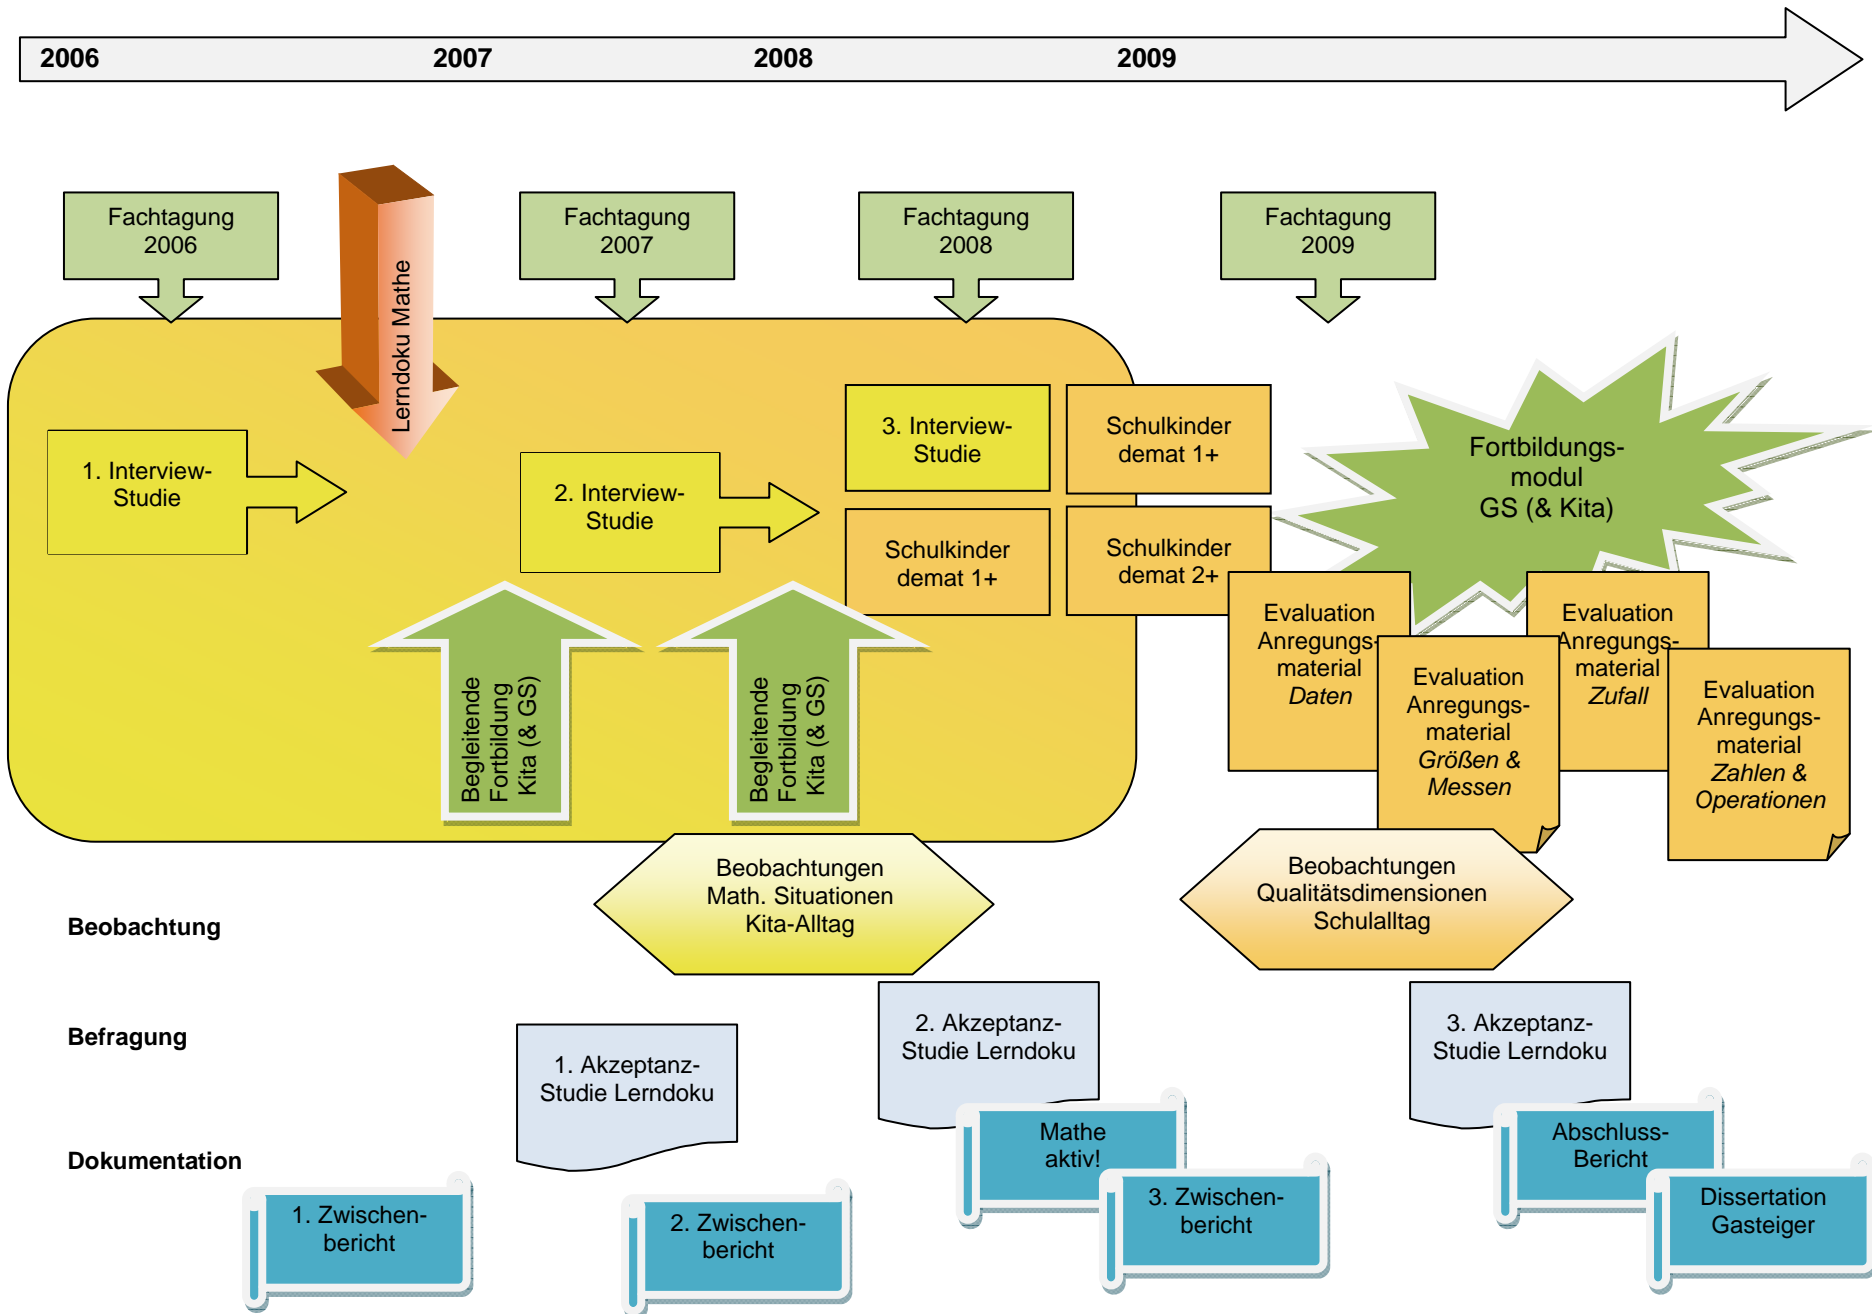 2006 2007 2008 2009
Fachtagung
2006
Fachtagung
2007
Fachtagung
2008
Fachtagung
2009
Lerndoku Mathe
1. Interview-
Studie
2. Interview-
Studie
3. Interview-
Studie
Schulkinder
demat 1+
Schulkinder
demat 1+
Schulkinder
demat 2+
Fortbildungs-
modul
GS (& Kita)
Begleitende
Fortbildung
Kita (& GS)
Begleitende
Fortbildung
Kita (& GS)
Evaluation
Anregungs-
material
Daten
Evaluation
Anregungs-
material
Größen &
Messen
Evaluation
Anregungs-
material
Zufall
Evaluation
Anregungs-
material
Zahlen &
Operationen
Beobachtung
Beobachtungen
Math. Situationen
Kita-Alltag
Beobachtungen
Qualitätsdimensionen
Schulalltag
Befragung
1. Akzeptanz-
Studie Lerndoku
2. Akzeptanz-
Studie Lerndoku
3. Akzeptanz-
Studie Lerndoku
Dokumentation
1. Zwischen-
bericht
2. Zwischen-
bericht
Mathe
aktiv!
3. Zwischen-
bericht
Abschluss-
Bericht
Dissertation
Gasteiger